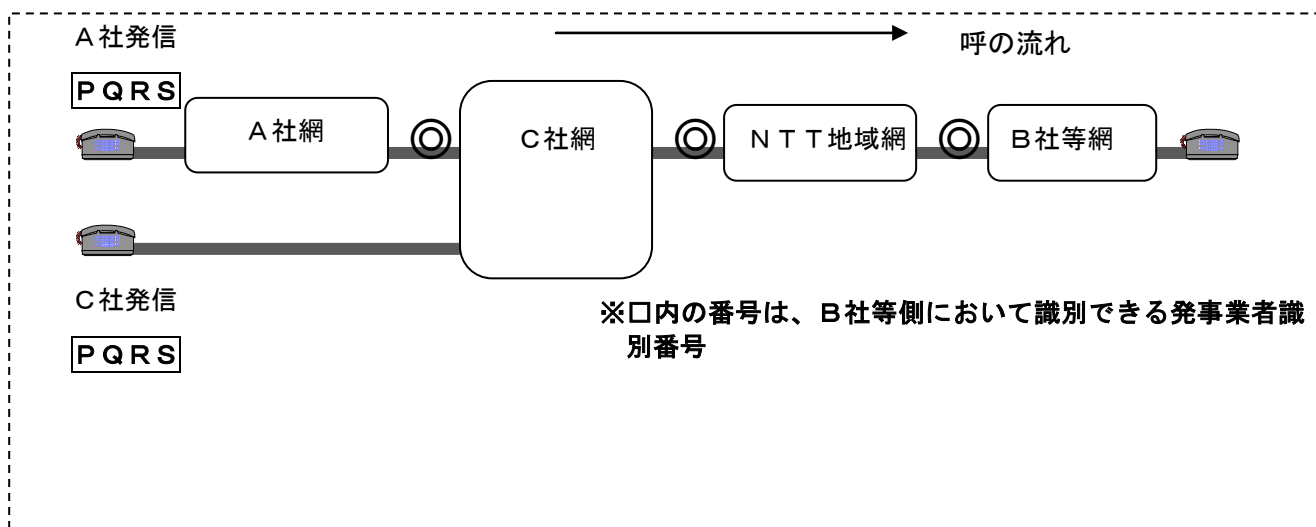 A社発信
呼の流れ
PQRS
A社網
C社網
NTT地域網
B社等網
C社発信
※口内の番号は、B社等側において識別できる発事業者識
別番号
PQRS